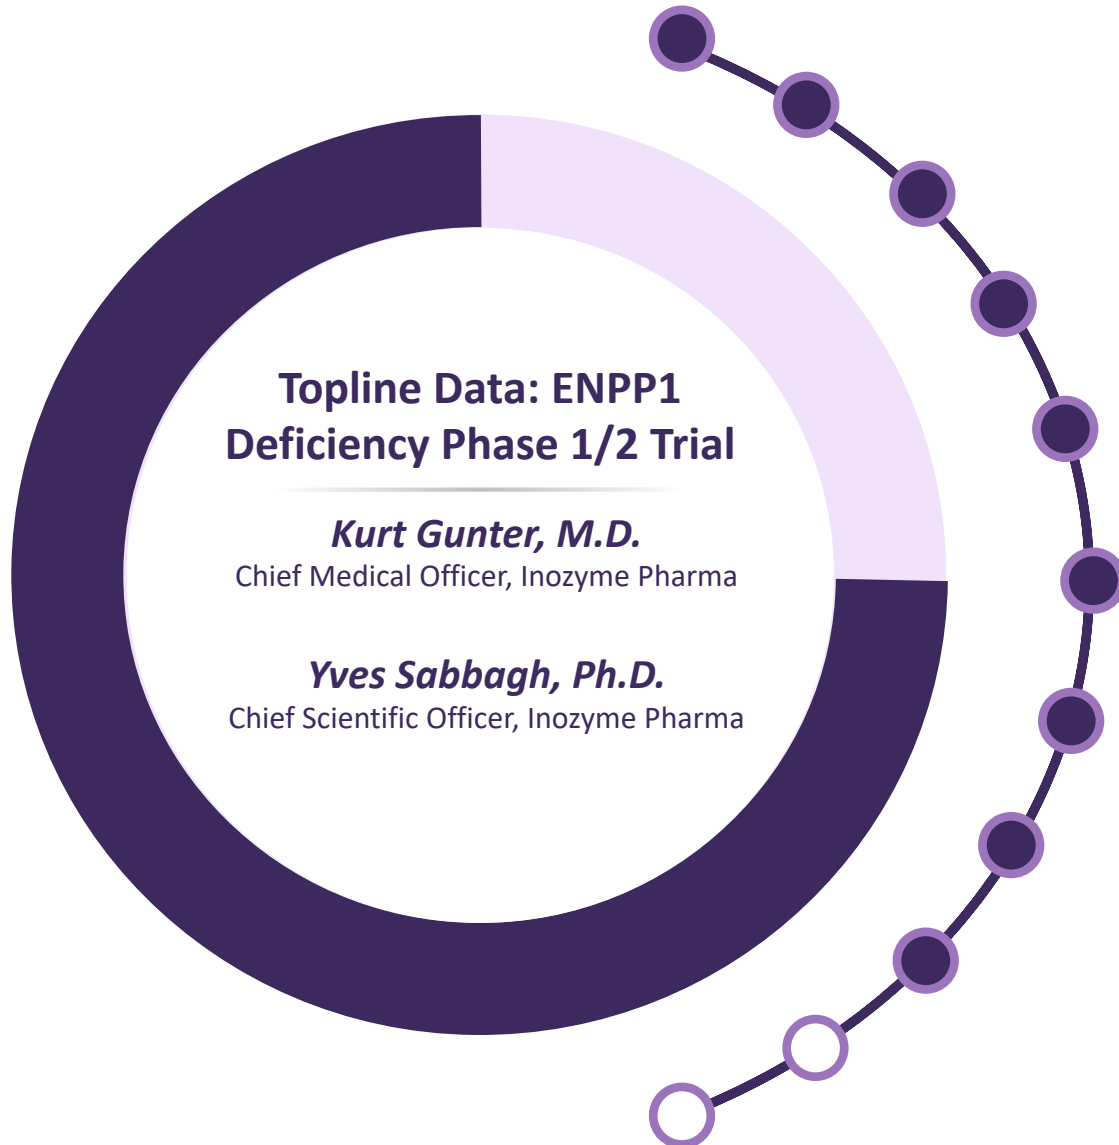 Topline Data: ENPP1
Deficiency Phase 1/2 Trial
Kurt Gunter, M.D.
Chief Medical Officer, Inozyme Pharma
Yves Sabbagh, Ph.D.
Chief Scientific Officer, Inozyme Pharma